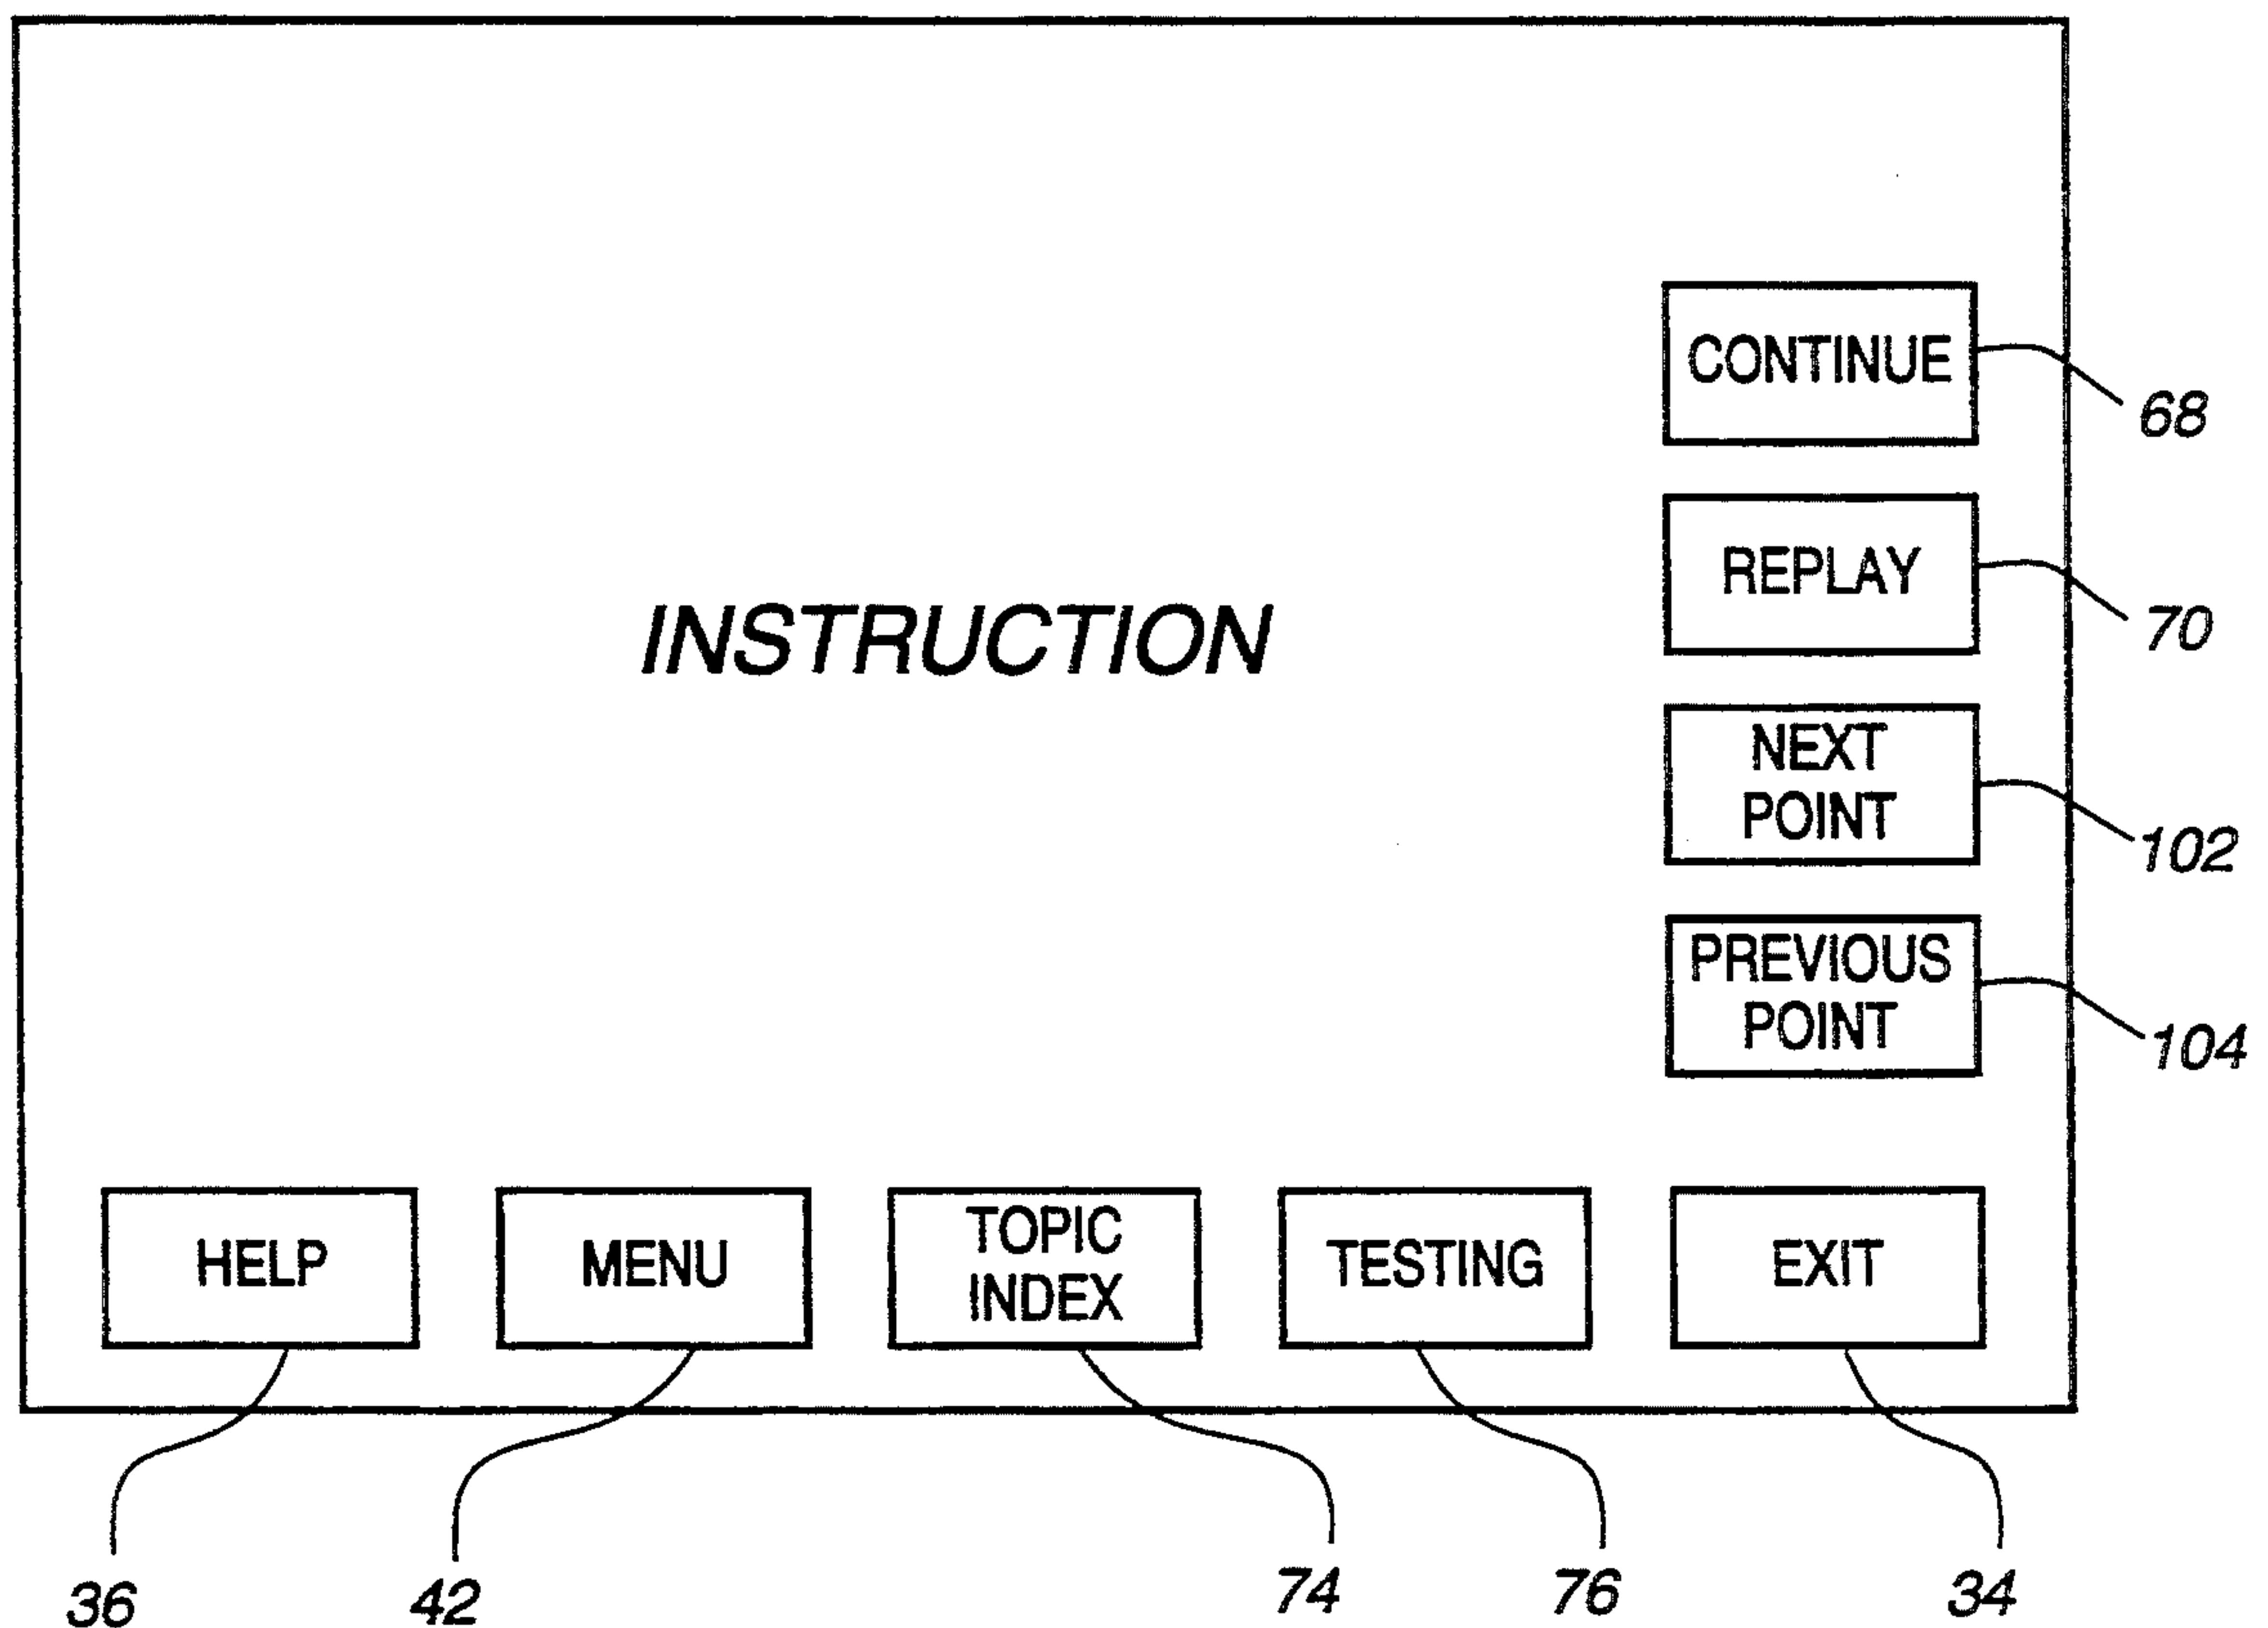 CONTINUE
68
REPLAY
70
INSTRUCTION
NEXT
POINT
102
PREVIOUS
POINT
104
HELP
MENU
TOPIC
INDEX
TESTING
EXIT
36
42
74
76
34